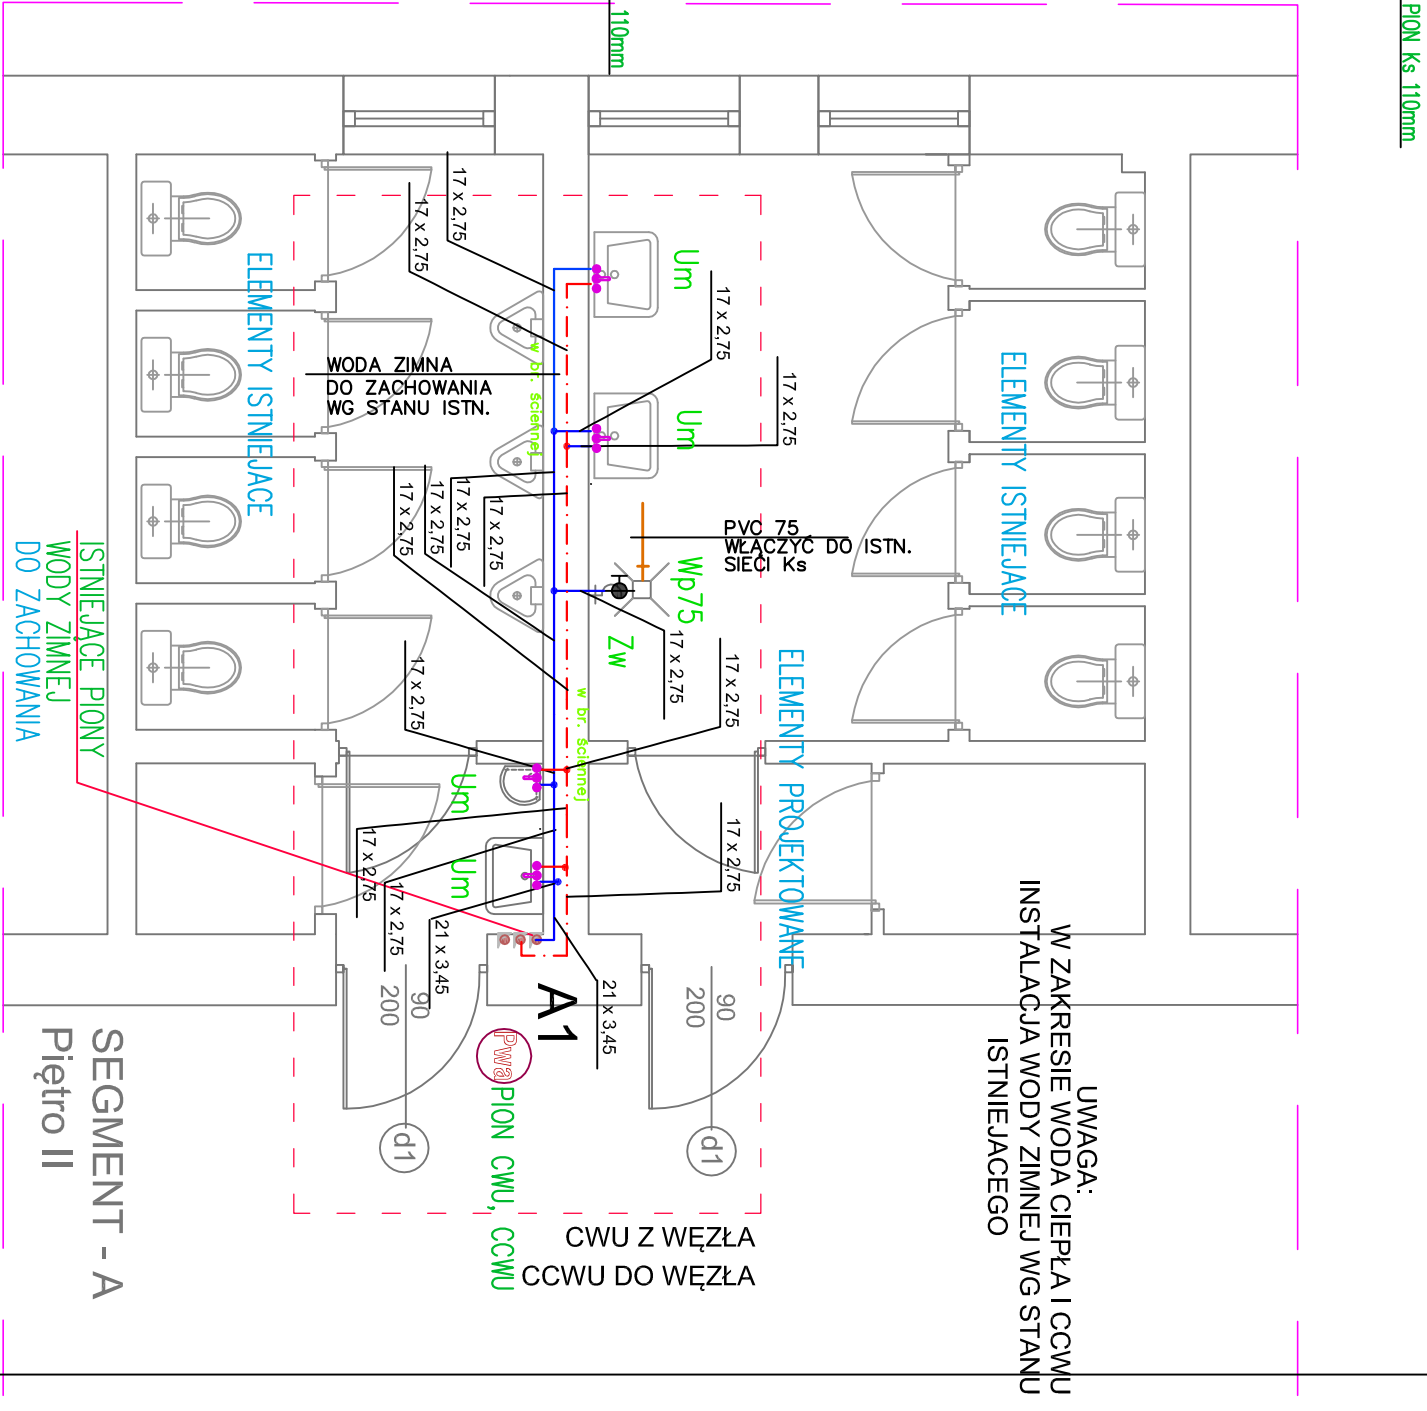 PION Ks 110mm
110mm
17 x 2,75
17 x 2,75
Um
17 x 2,75
ELEMENTY ISTNIEJACE
WODA ZIMNA
DO ZACHOWANIA
WG STANU ISTN.
w br. ściennej
Um
17 x 2,75
ELEMENTY ISTNIEJACE
17 x 2,75
17 x 2,75
17 x 2,75
17 x 2,75
PVC 75
WŁACZYĆ DO ISTN.
SIECI Ks
Wp75
Zw
17 x 2,75
17 x 2,75
17 x 2,75
ISTNIEJĄCE PIONY
WODY ZIMNEJ
DO ZACHOWANIA
w br. ściennej
ELEMENTY PROJEKTOWANE
Um
Um
17 x 2,75
17 x 2,75
17 x 2,75
21 x 3,45
21 x 3,45
90
200
90
200
A1
Pwa
PION CWU, CCWU
d1
d1
CWU Z WĘZŁA
CCWU DO WĘZŁA
UWAGA:
W ZAKRESIE WODA CIEPŁA I CCWU
INSTALACJA WODY ZIMNEJ WG STANU
ISTNIEJACEGO
SEGMENT - A
Piętro II